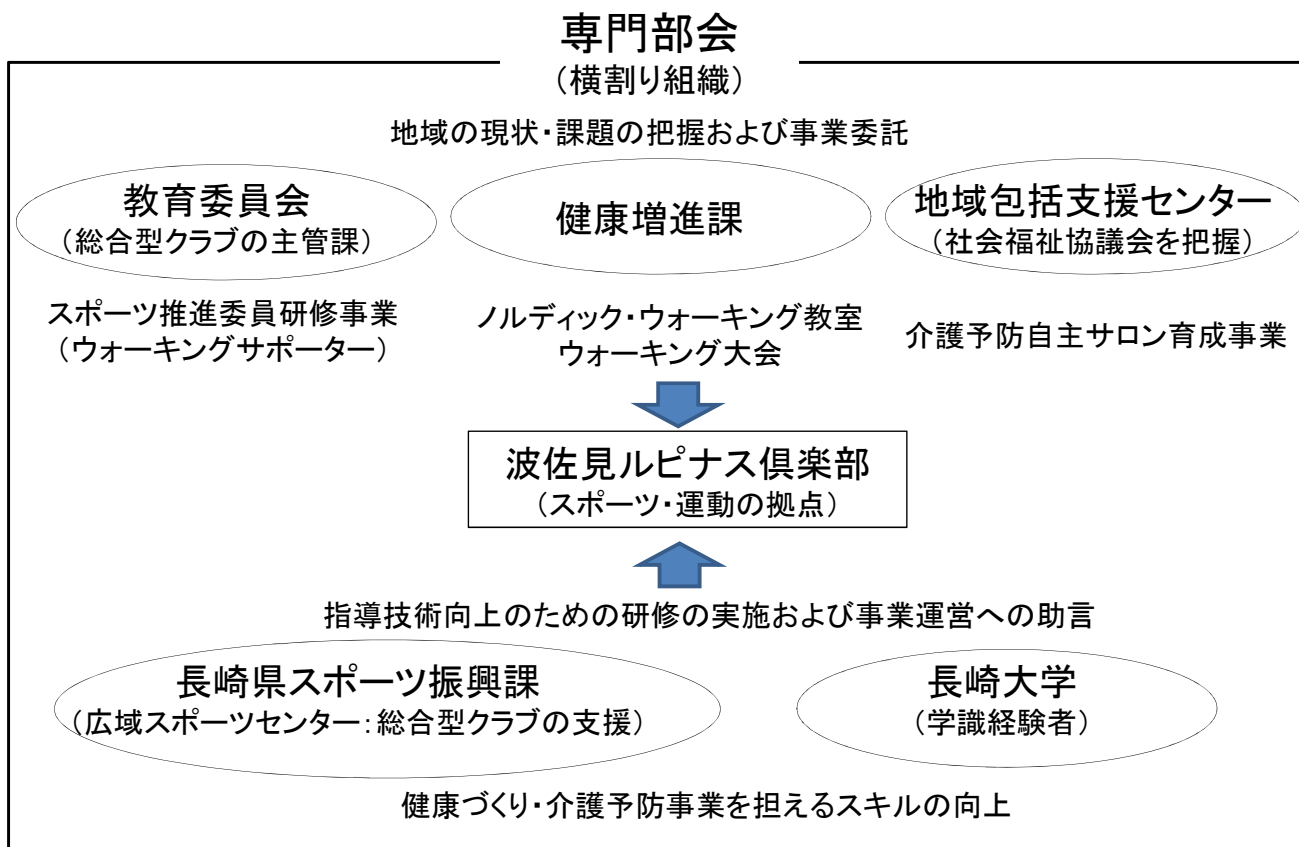 専門部会
（横割り組織）
地域の現状・課題の把握および事業委託
教育委員会
（総合型クラブの主管課）
健康増進課
地域包括支援センター
（社会福祉協議会を把握）
スポーツ推進委員研修事業
（ウォーキングサポーター）
ノルディック・ウォーキング教室
ウォーキング大会
介護予防自主サロン育成事業
波佐見ルピナス倶楽部
（スポーツ・運動の拠点）
指導技術向上のための研修の実施および事業運営への助言
長崎県スポーツ振興課
（広域スポーツセンター：総合型クラブの支援）
長崎大学
（学識経験者）
健康づくり・介護予防事業を担えるスキルの向上